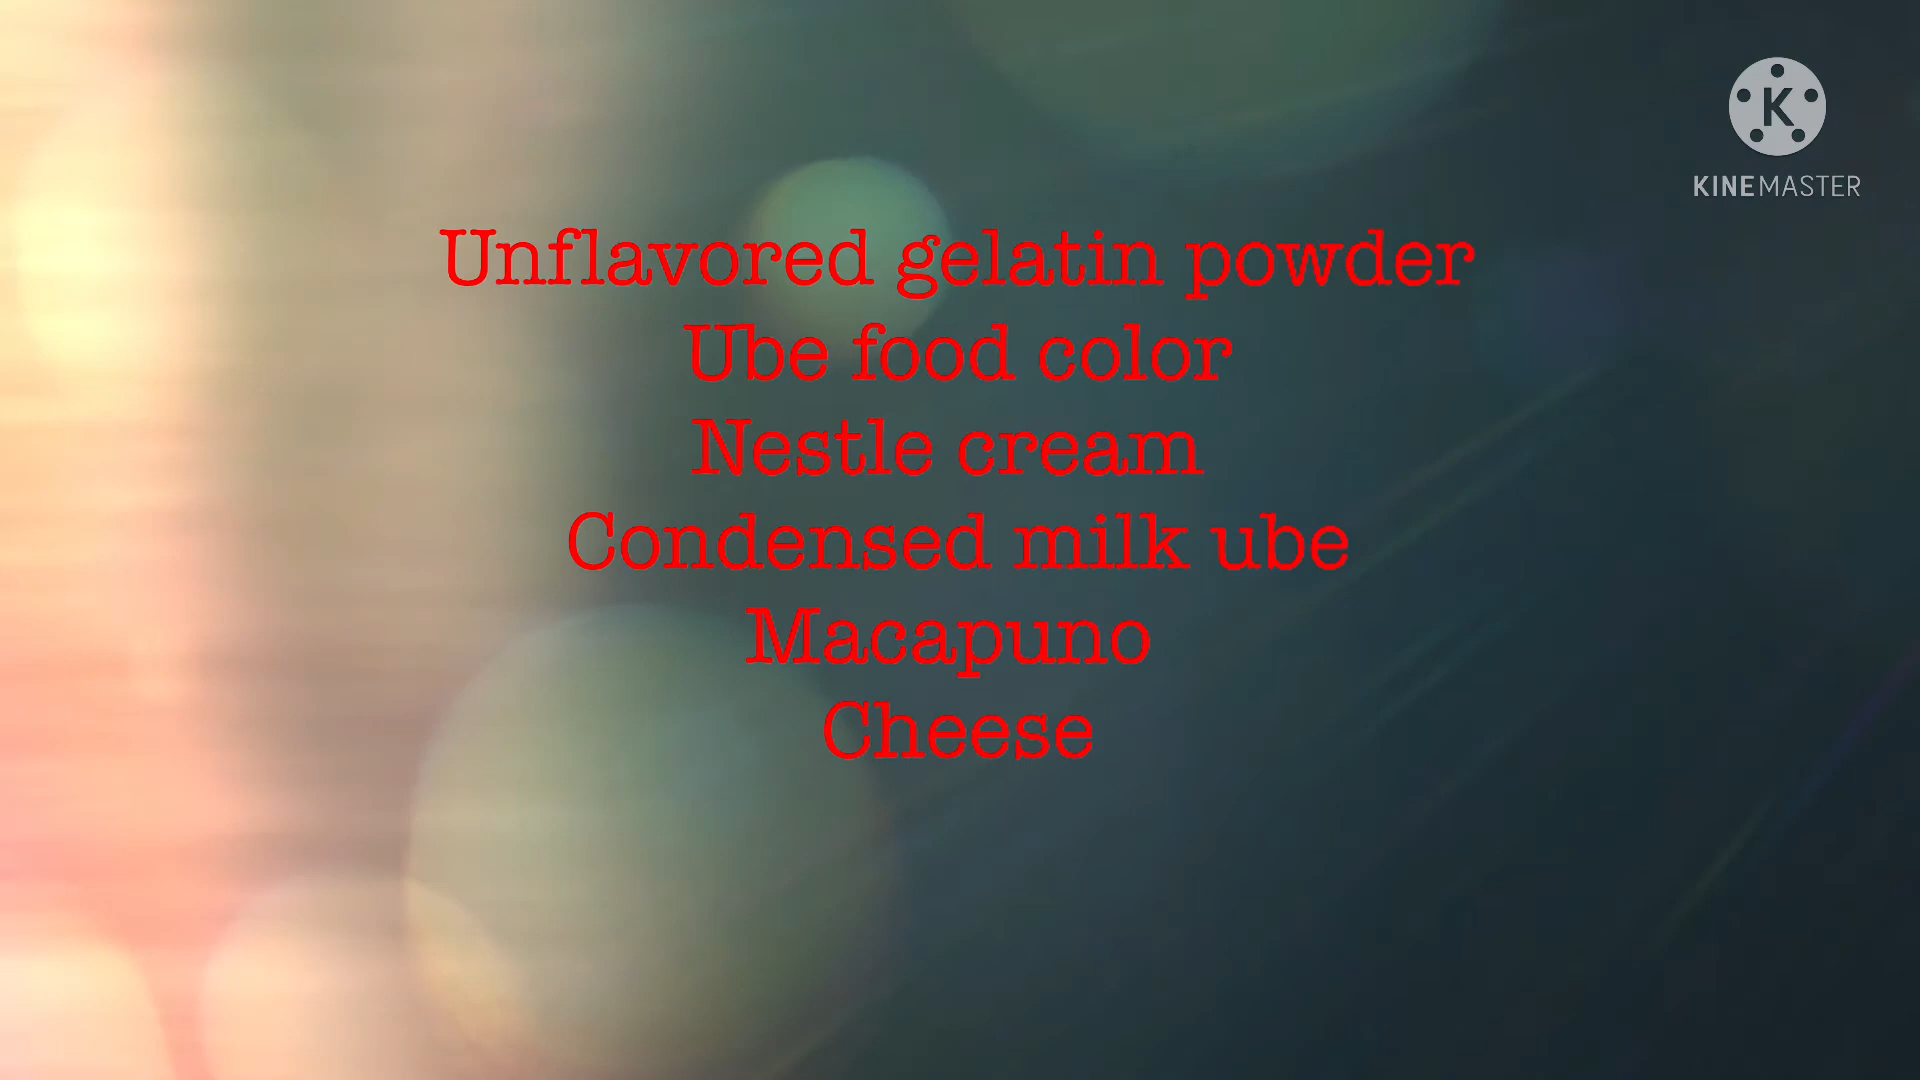 K
KINEMASTER
Unflavored gelatin powder
Ube food color
Nestle cream
Condensed milk ube
Macapuno
Cheese